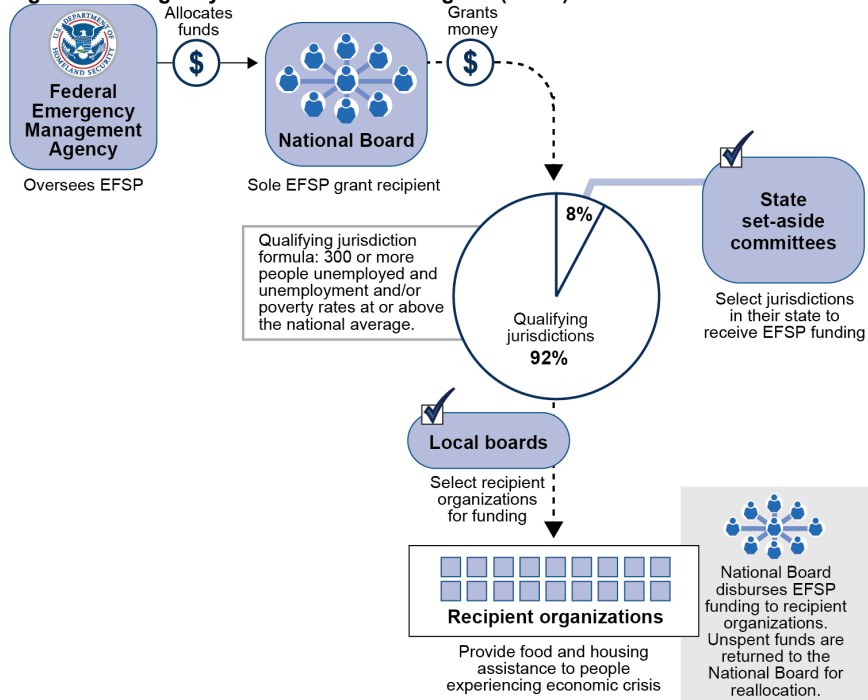 Allocates
funds
$
Grants
money
$
U.S. DEPARTMENT OF
HOMELAND SECURITY
Federal
Emergency
Management
Agency
Oversees EFSP
National Board
Sole EFSP grant recipient
8%
State
set-aside
committees
Select jurisdictions
in their state to
receive EFSP funding
Qualifying jurisdiction
formula: 300 or more
people unemployed and
unemployment and/or
poverty rates at or above
the national average.
Qualifying
jurisdictions
92%
Local boards
Select recipient
organizations
for funding
Recipient organizations
Provide food and housing
assistance to people
experiencing economic crisis
National Board
disburses EFSP
funding to recipient
organizations.
Unspent funds are
returned to the
National Board for
reallocation.